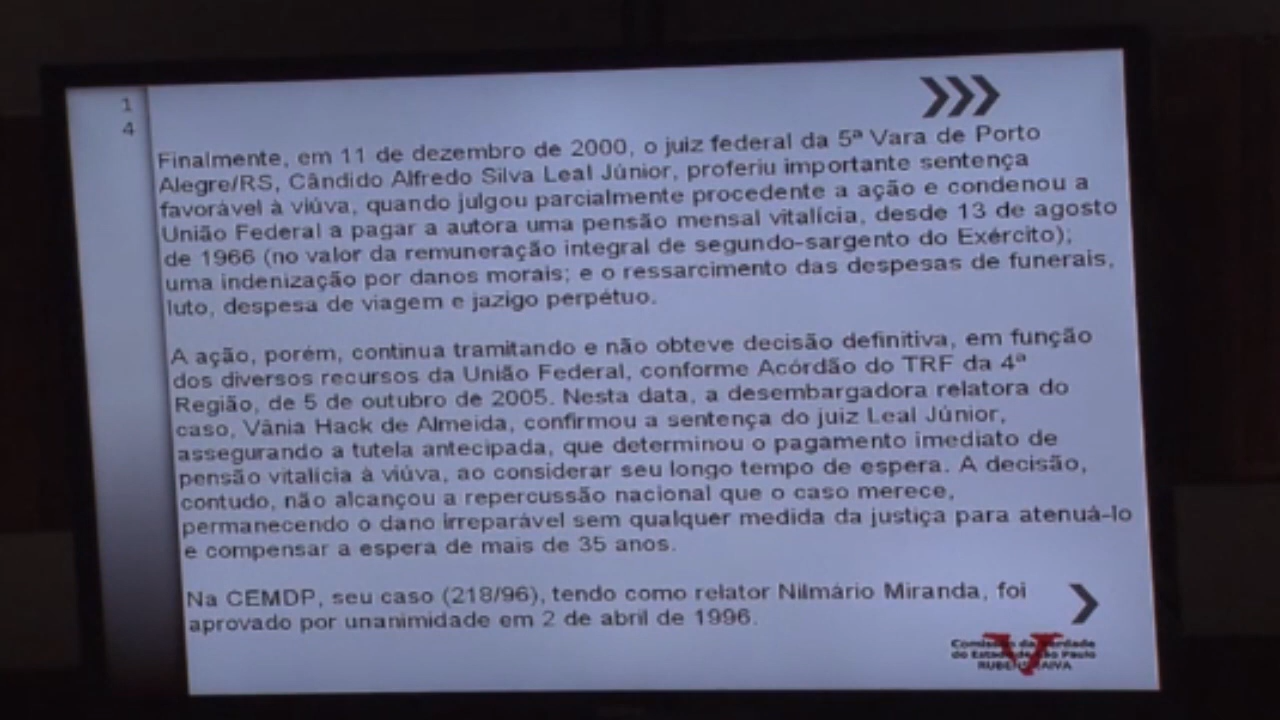 1
4
Finalmente, em 11 de dezembro de 2000, o juiz federal da 5ª Vara de Porto
Alegre/RS, Cândido Alfredo Silva Leal Júnior, proferiu importante sentença
favorável à viúva, quando julgou parcialmente procedente a ação e condenou a
União Federal a pagar a autora uma pensão mensal vitalícia, desde 13 de agosto
de 1966 (no valor da remuneração integral de segundo-sargento do Exército);
uma indenização por danos morais; e o ressarcimento das despesas de funerais,
luto, despesa de viagem e jazigo perpétuo.
A ação, porém, continua tramitando e não obteve decisão definitiva, em função
dos diversos recursos da União Federal, conforme Acórdão do TRF da 4ª
Região, de 5 de outubro de 2005. Nesta data, a desembargadora relatora do
caso, Vânia Hack de Almeida, confirmou a sentença do juiz Leal Júnior,
assegurando a tutela antecipada, que determinou o pagamento imediato de
pensão vitalícia à viúva, ao considerar seu longo tempo de espera. A decisão,
contudo, não alcançou a repercussão nacional que o caso merece,
permanecendo o dano irreparável sem qualquer medida da justiça para atenuá-lo
e compensar a espera de mais de 35 anos.
Na CEMDP, seu caso (218/96), tendo como relator Nilmário Miranda, foi
aprovado por unanimidade em 2 de abril de 1996.
Comissão da Verdade
do Estado de São Paulo
RUBENS PAIVA